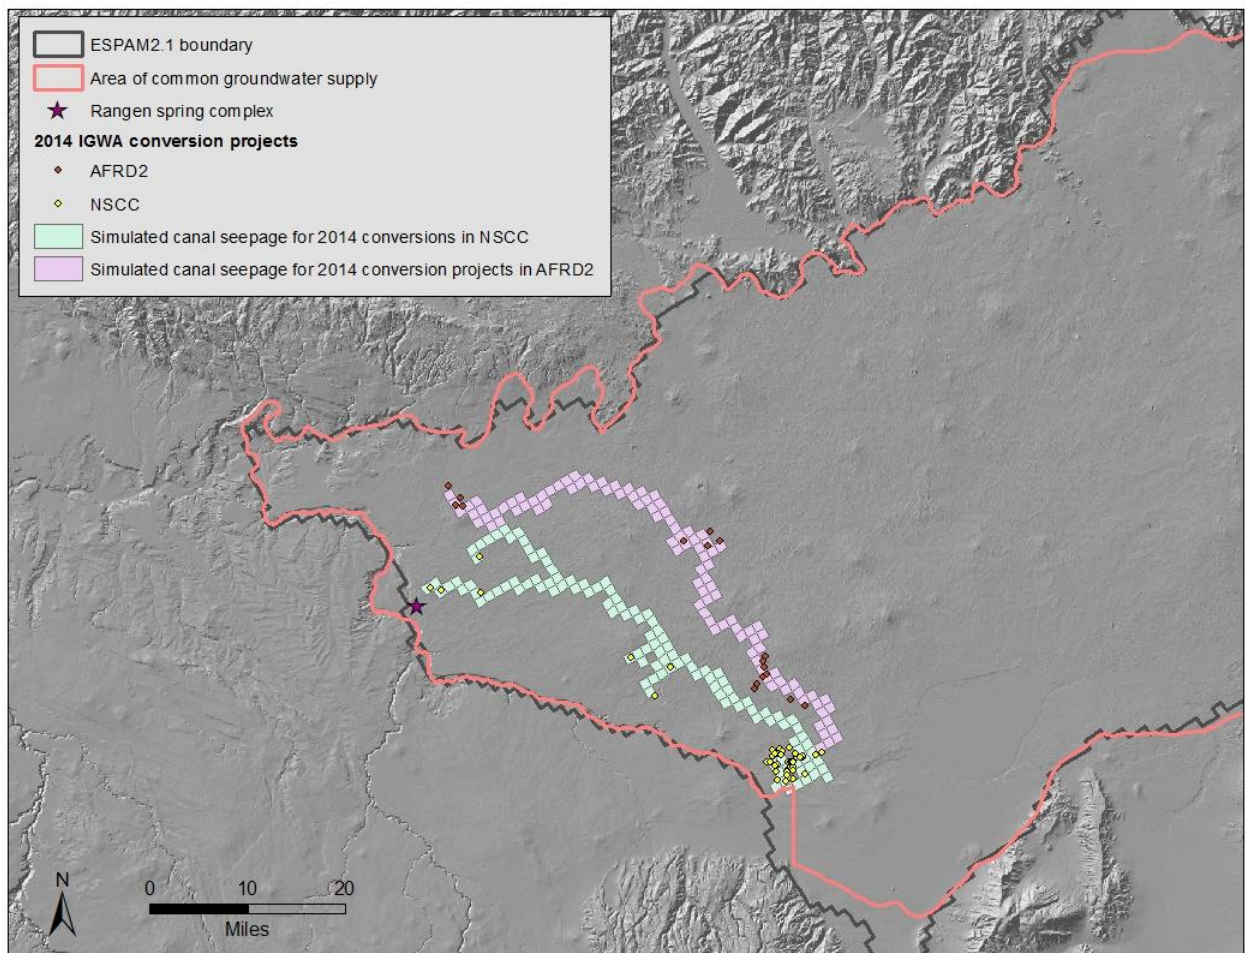 ESPAM2.1 boundary
Area of common groundwater supply
Rangen spring complex
2014 IGWA conversion projects
AFRD2
NSCC
Simulated canal seepage for 2014 conversions in NSCC
Simulated canal seepage for 2014 conversion projects in AFRD2
N
0 10 20
Miles